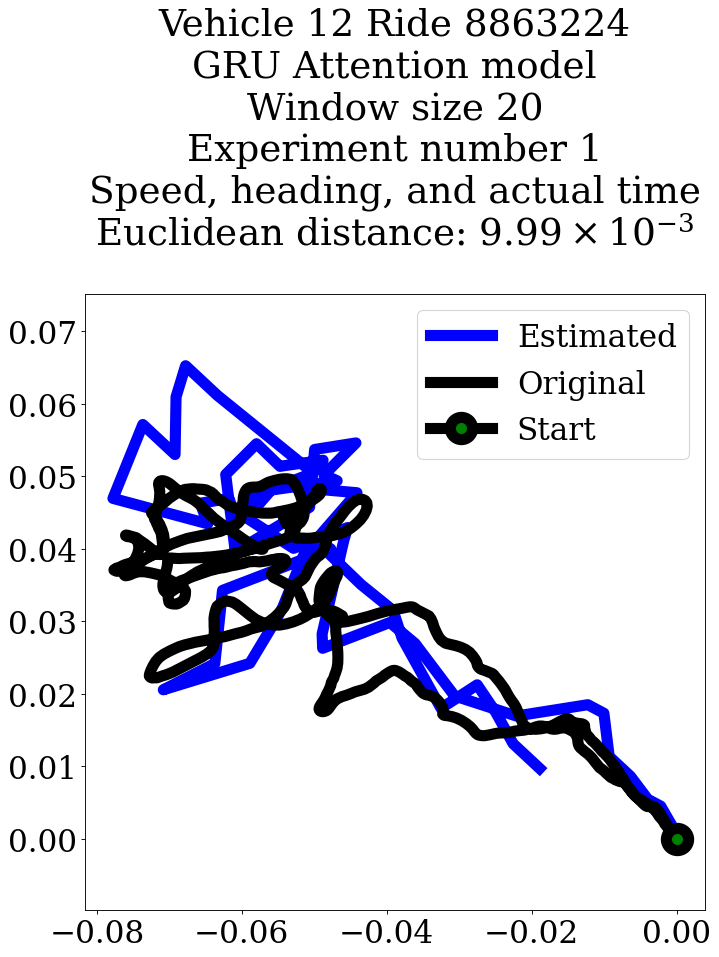 Vehicle 12 Ride 8863224
GRU Attention model
Window size 20
Experiment number 1
Speed, heading, and actual time
Euclidean distance: 9.99 × 10⁻³
Estimated
Original
Start
0.07
0.06
0.05
0.04
0.03
0.02
0.01
0.00
−0.08 −0.06 −0.04 −0.02 0.00